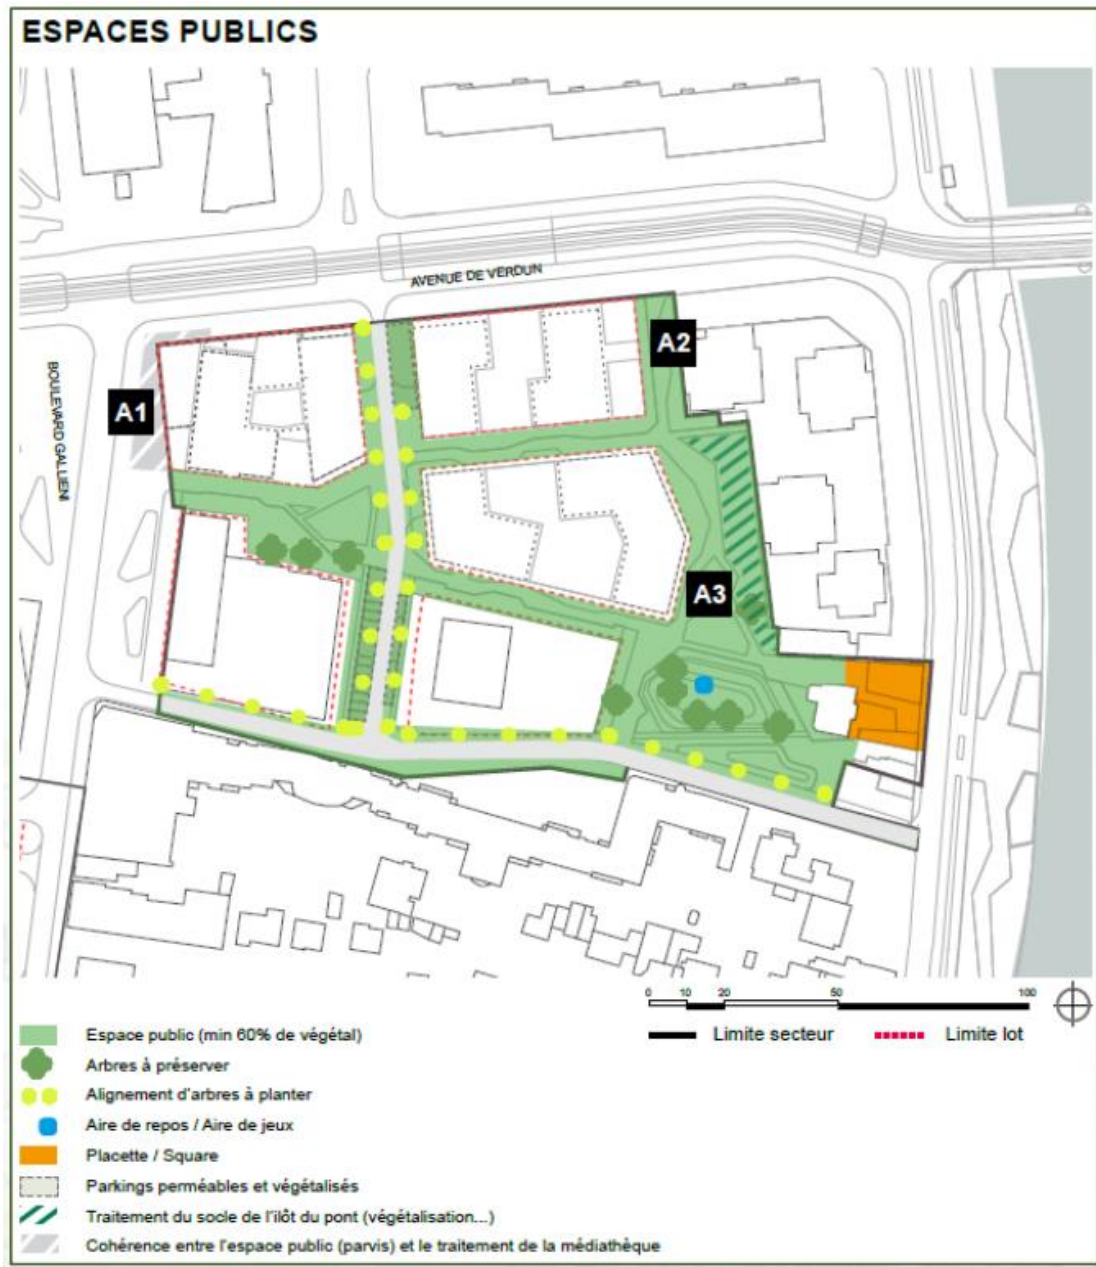 ESPACES PUBLICS
AVENUE DE VERDUN
A2
BOULEVARD GALLIENI
A1
A3
0 10 20 50 100
Limite secteur
Limite lot
Espace public (min 60% de végétal)
Arbres à préserver
Alignement d'arbres à planter
Aire de repos / Aire de jeux
Placette / Square
Parkings perméables et végétalisés
Traitement du socle de l'ilôt du pont (végétalisation...)
Cohérence entre l'espace public (parvis) et le traitement de la médiathèque